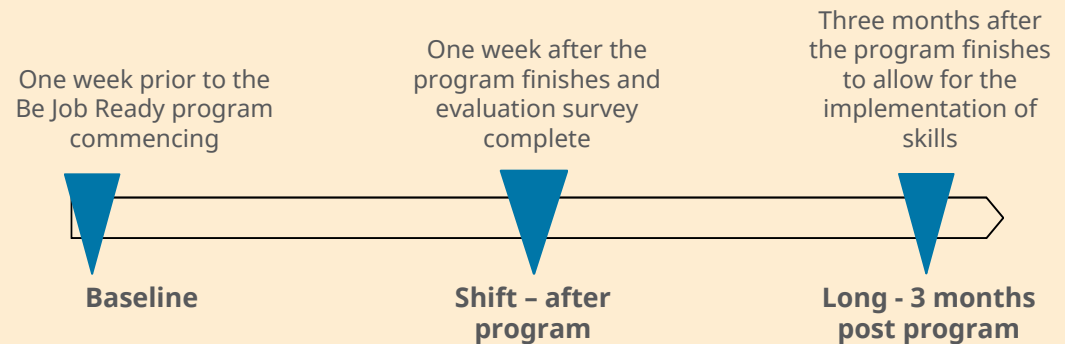 One week prior to the
Be Job Ready program
commencing
One week after the
program finishes and
evaluation survey
complete
Three months after
the program finishes
to allow for the
implementation of
skills
Baseline
Shift – after
program
Long - 3 months
post program